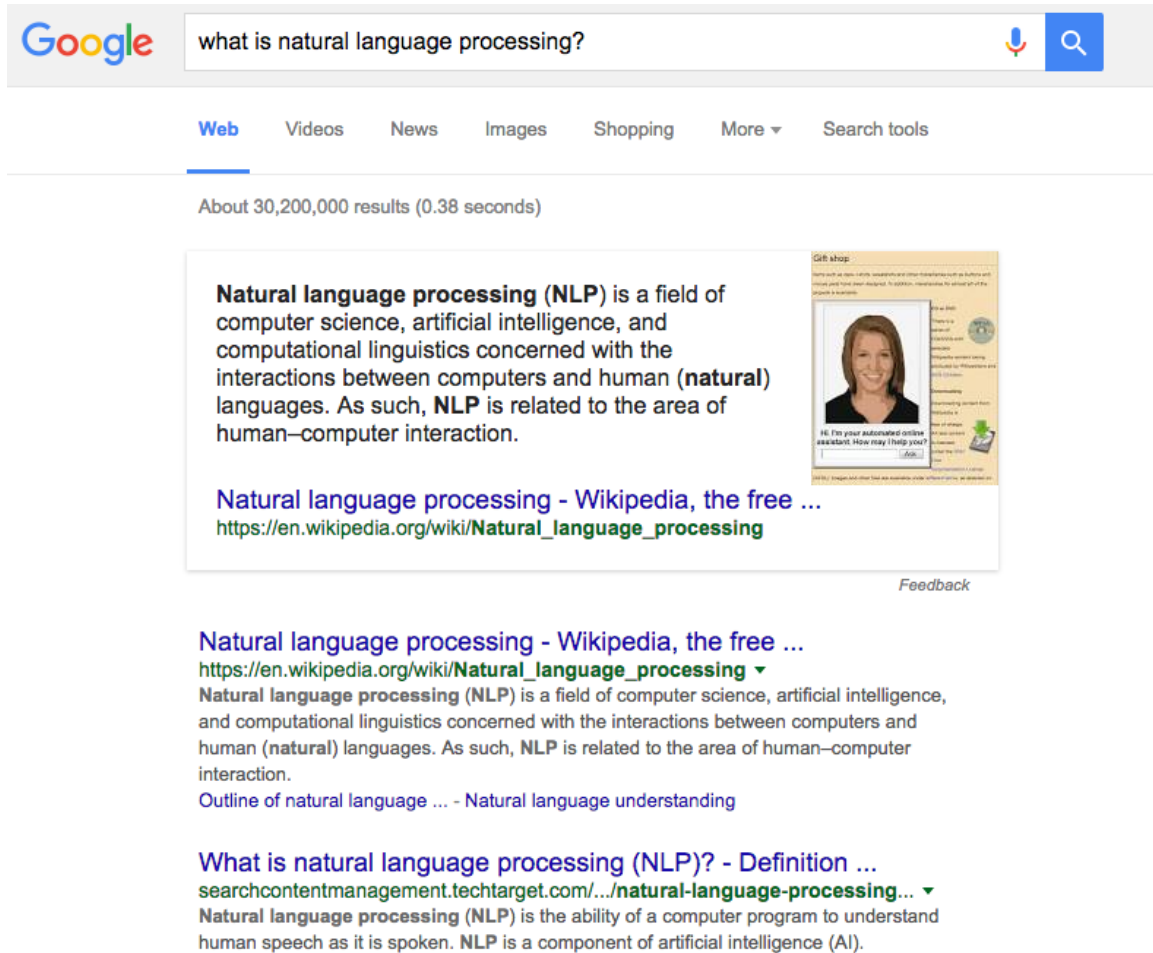 Google
what is natural language processing?
Web Videos News Images Shopping More Search tools
About 30,200,000 results (0.38 seconds)
Natural language processing (NLP) is a field of
computer science, artificial intelligence, and
computational linguistics concerned with the
interactions between computers and human (natural)
languages. As such, NLP is related to the area of
human–computer interaction.
Gift shop
Hi. I'm your automated online
assistant. How may I help you?
Ask
Natural language processing - Wikipedia, the free ...
https://en.wikipedia.org/wiki/Natural_language_processing
Feedback
Natural language processing - Wikipedia, the free ...
https://en.wikipedia.org/wiki/Natural_language_processing
Natural language processing (NLP) is a field of computer science, artificial intelligence,
and computational linguistics concerned with the interactions between computers and
human (natural) languages. As such, NLP is related to the area of human–computer
interaction.
Outline of natural language ... - Natural language understanding
What is natural language processing (NLP)? - Definition ...
searchcontentmanagement.techtarget.com/.../natural-language-processing...
Natural language processing (NLP) is the ability of a computer program to understand
human speech as it is spoken. NLP is a component of artificial intelligence (AI).